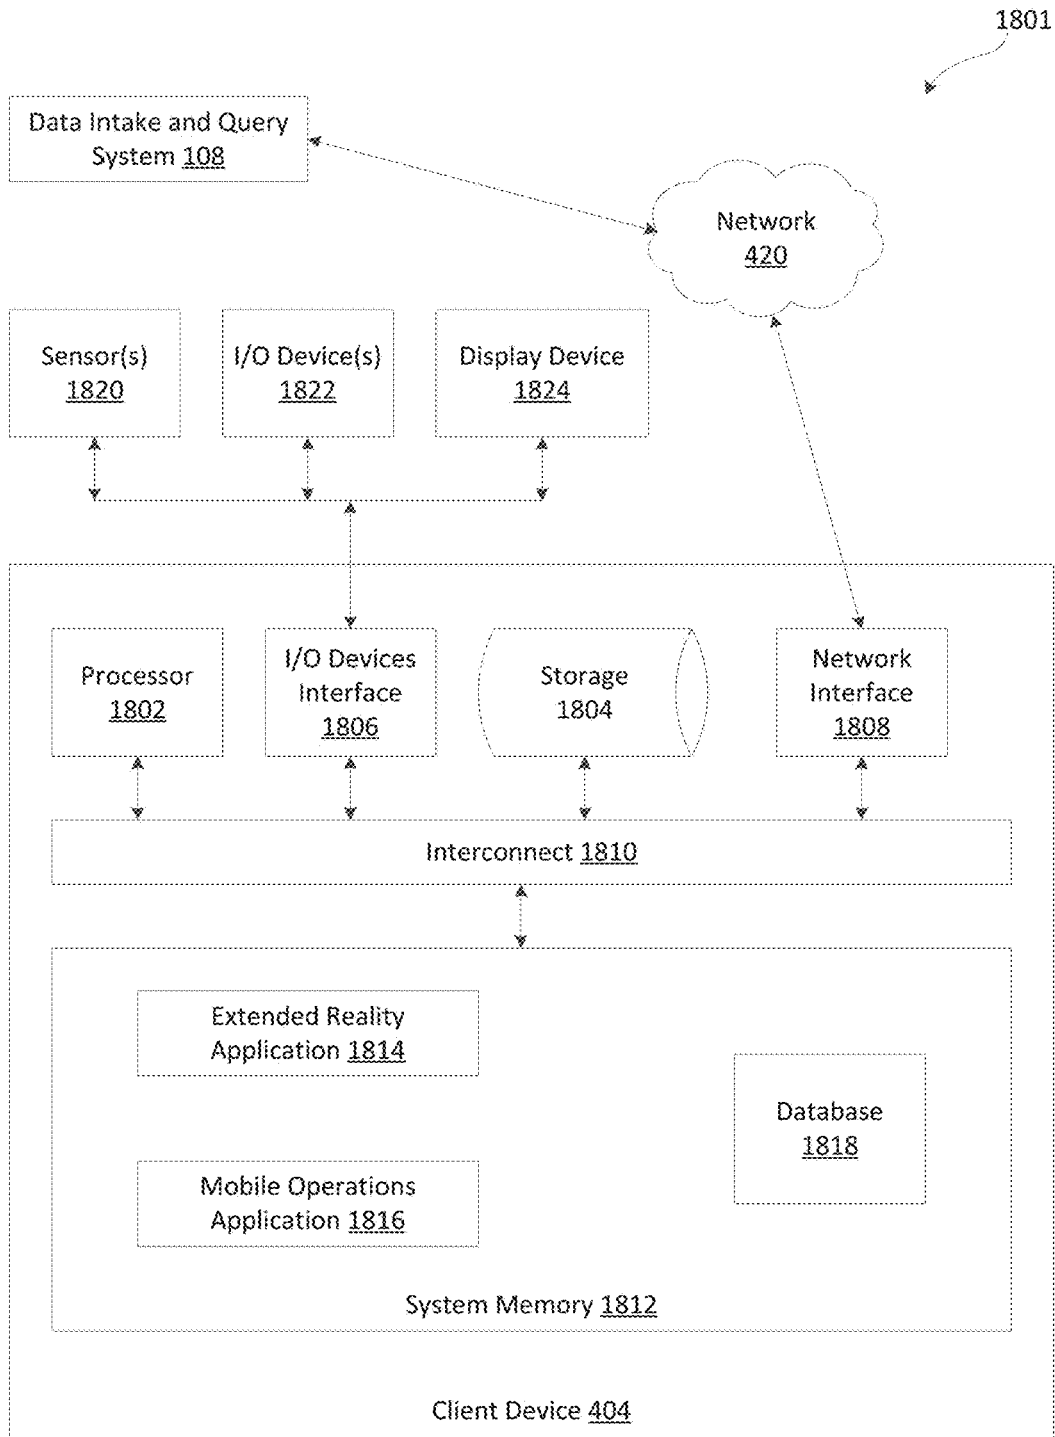 1801
Data Intake and Query
System 108
Network
420
Sensor(s)
1820
I/O Device(s)
1822
Display Device
1824
Processor
1802
I/O Devices
Interface
1806
Storage
1804
Network
Interface
1808
Interconnect 1810
Extended Reality
Application 1814
Database
1818
Mobile Operations
Application 1816
System Memory 1812
Client Device 404